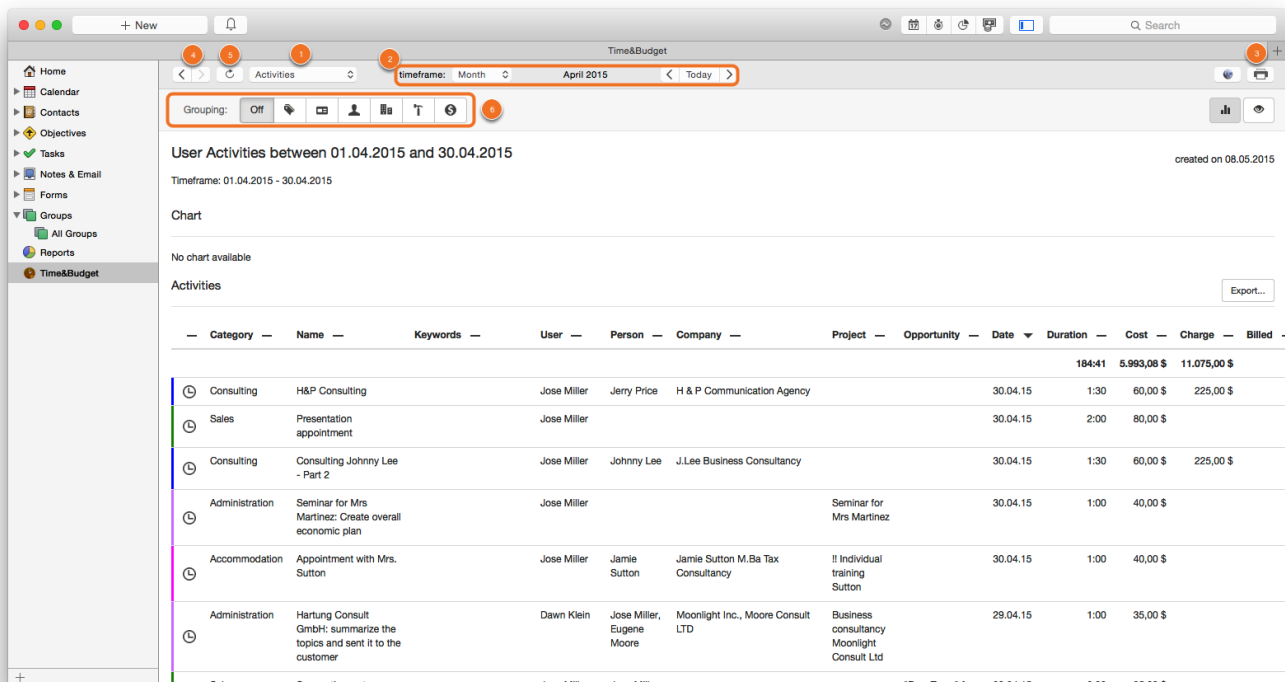 + New
Search
Time&Budget
+
4 5 1 2 3
Home
Activities
timeframe: Month April 2015 Today
Calendar
Contacts
Grouping: Off
6
Objectives
Tasks
Notes & Email
Forms
Groups
All Groups
Reports
Time&Budget
+
User Activities between 01.04.2015 and 30.04.2015
created on 08.05.2015
Timeframe: 01.04.2015 - 30.04.2015
Chart
No chart available
Activities
Export...
— Category — Name — Keywords — User — Person — Company — Project — Opportunity — Date Duration — Cost — Charge — Billed
184:41 5.993,08 $ 11.075,00 $
Consulting H&P Consulting Jose Miller Jerry Price H & P Communication Agency 30.04.15 1:30 60,00 $ 225,00 $
Sales Presentation Jose Miller 30.04.15 2:00 80,00 $
appointment
Consulting Consulting Johnny Lee Jose Miller Johnny Lee J.Lee Business Consultancy 30.04.15 1:30 60,00 $ 225,00 $
- Part 2
Administration Seminar for Mrs Jose Miller Seminar for 30.04.15 1:00 40,00 $
Martinez: Create overall Mrs Martinez
economic plan
Accommodation Appointment with Mrs. Jose Miller Jamie Jamie Sutton M.Ba Tax !! Individual 30.04.15 1:00 40,00 $
Sutton Sutton Consultancy training
Sutton
Administration Hartung Consult Dawn Klein Jose Miller, Moonlight Inc., Moore Consult Business 29.04.15 1:00 35,00 $
GmbH: summarize the Eugene LTD consultancy
topics and sent it to the Moore Moonlight
customer Consult Ltd